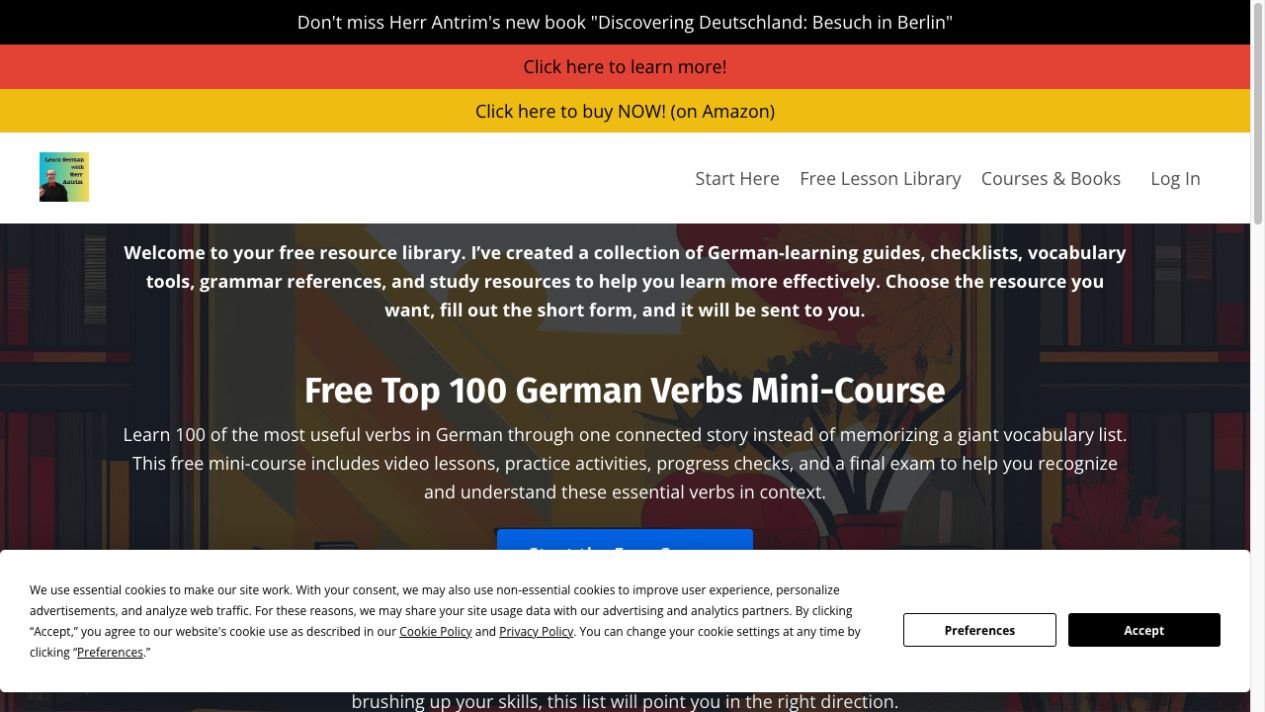 Don't miss Herr Antrim's new book "Discovering Deutschland: Besuch in Berlin"
Click here to learn more!
Click here to buy NOW! (on Amazon)
Learn German
with
Herr
Antrim
Start Here
Free Lesson Library
Courses & Books
Log In
Welcome to your free resource library. I’ve created a collection of German-learning guides, checklists, vocabulary
tools, grammar references, and study resources to help you learn more effectively. Choose the resource you
want, fill out the short form, and it will be sent to you.
Free Top 100 German Verbs Mini-Course
Learn 100 of the most useful verbs in German through one connected story instead of memorizing a giant vocabulary list.
This free mini-course includes video lessons, practice activities, progress checks, and a final exam to help you recognize
and understand these essential verbs in context.
We use essential cookies to make our site work. With your consent, we may also use non-essential cookies to improve user experience, personalize
advertisements, and analyze web traffic. For these reasons, we may share your site usage data with our advertising and analytics partners. By clicking
“Accept,” you agree to our website's cookie use as described in our Cookie Policy and Privacy Policy. You can change your cookie settings at any time by
clicking “Preferences.”
Preferences
Accept
brushing up your skills, this list will point you in the right direction.